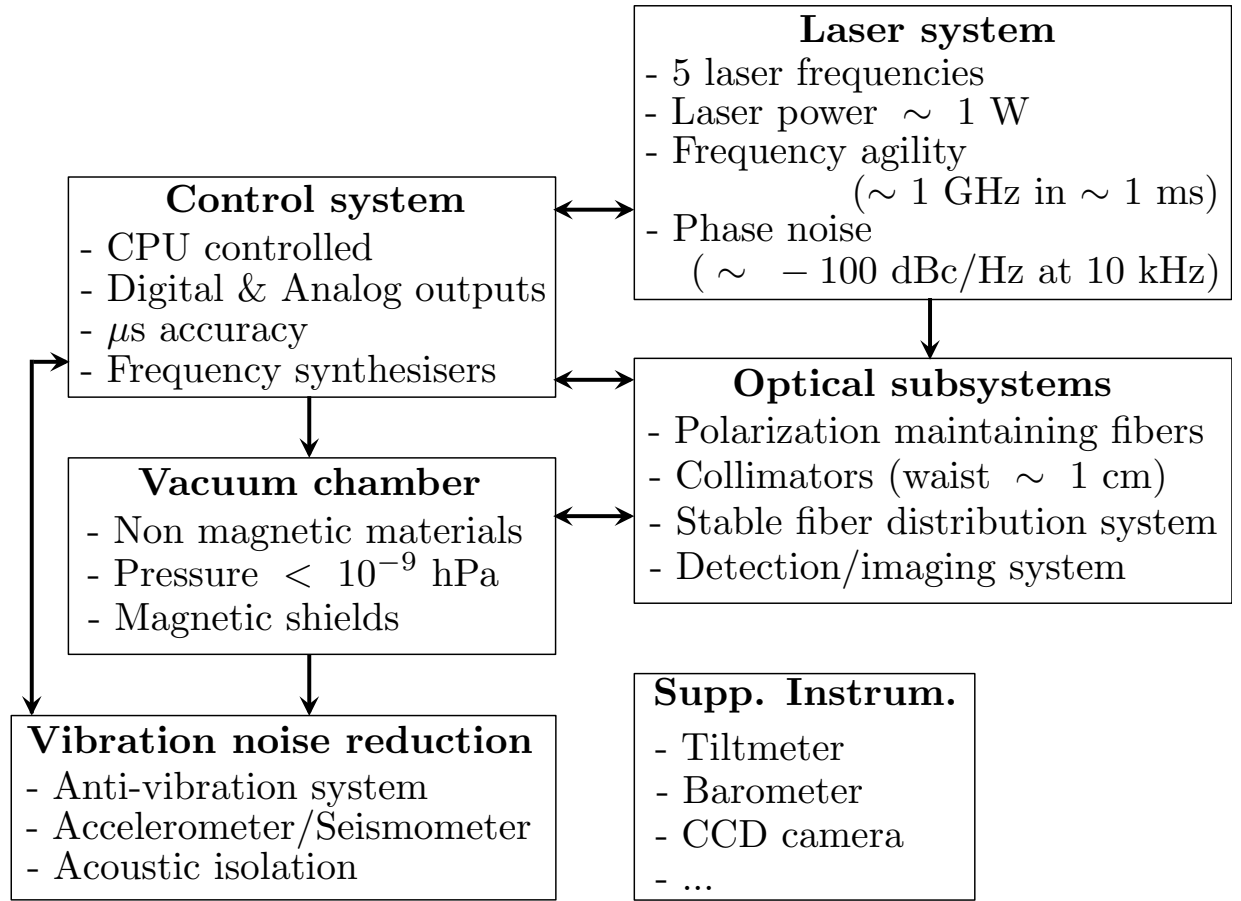 Laser system
- 5 laser frequencies
- Laser power ∼ 1 W
- Frequency agility
(∼ 1 GHz in ∼ 1 ms)
- Phase noise
( ∼ − 100 dBc/Hz at 10 kHz)
Control system
- CPU controlled
- Digital & Analog outputs
- μs accuracy
- Frequency synthesisers
Optical subsystems
- Polarization maintaining fibers
- Collimators (waist ∼ 1 cm)
- Stable fiber distribution system
- Detection/imaging system
Vacuum chamber
- Non magnetic materials
- Pressure < 10⁻⁹ hPa
- Magnetic shields
Vibration noise reduction
- Anti-vibration system
- Accelerometer/Seismometer
- Acoustic isolation
Supp. Instrum.
- Tiltmeter
- Barometer
- CCD camera
- ...